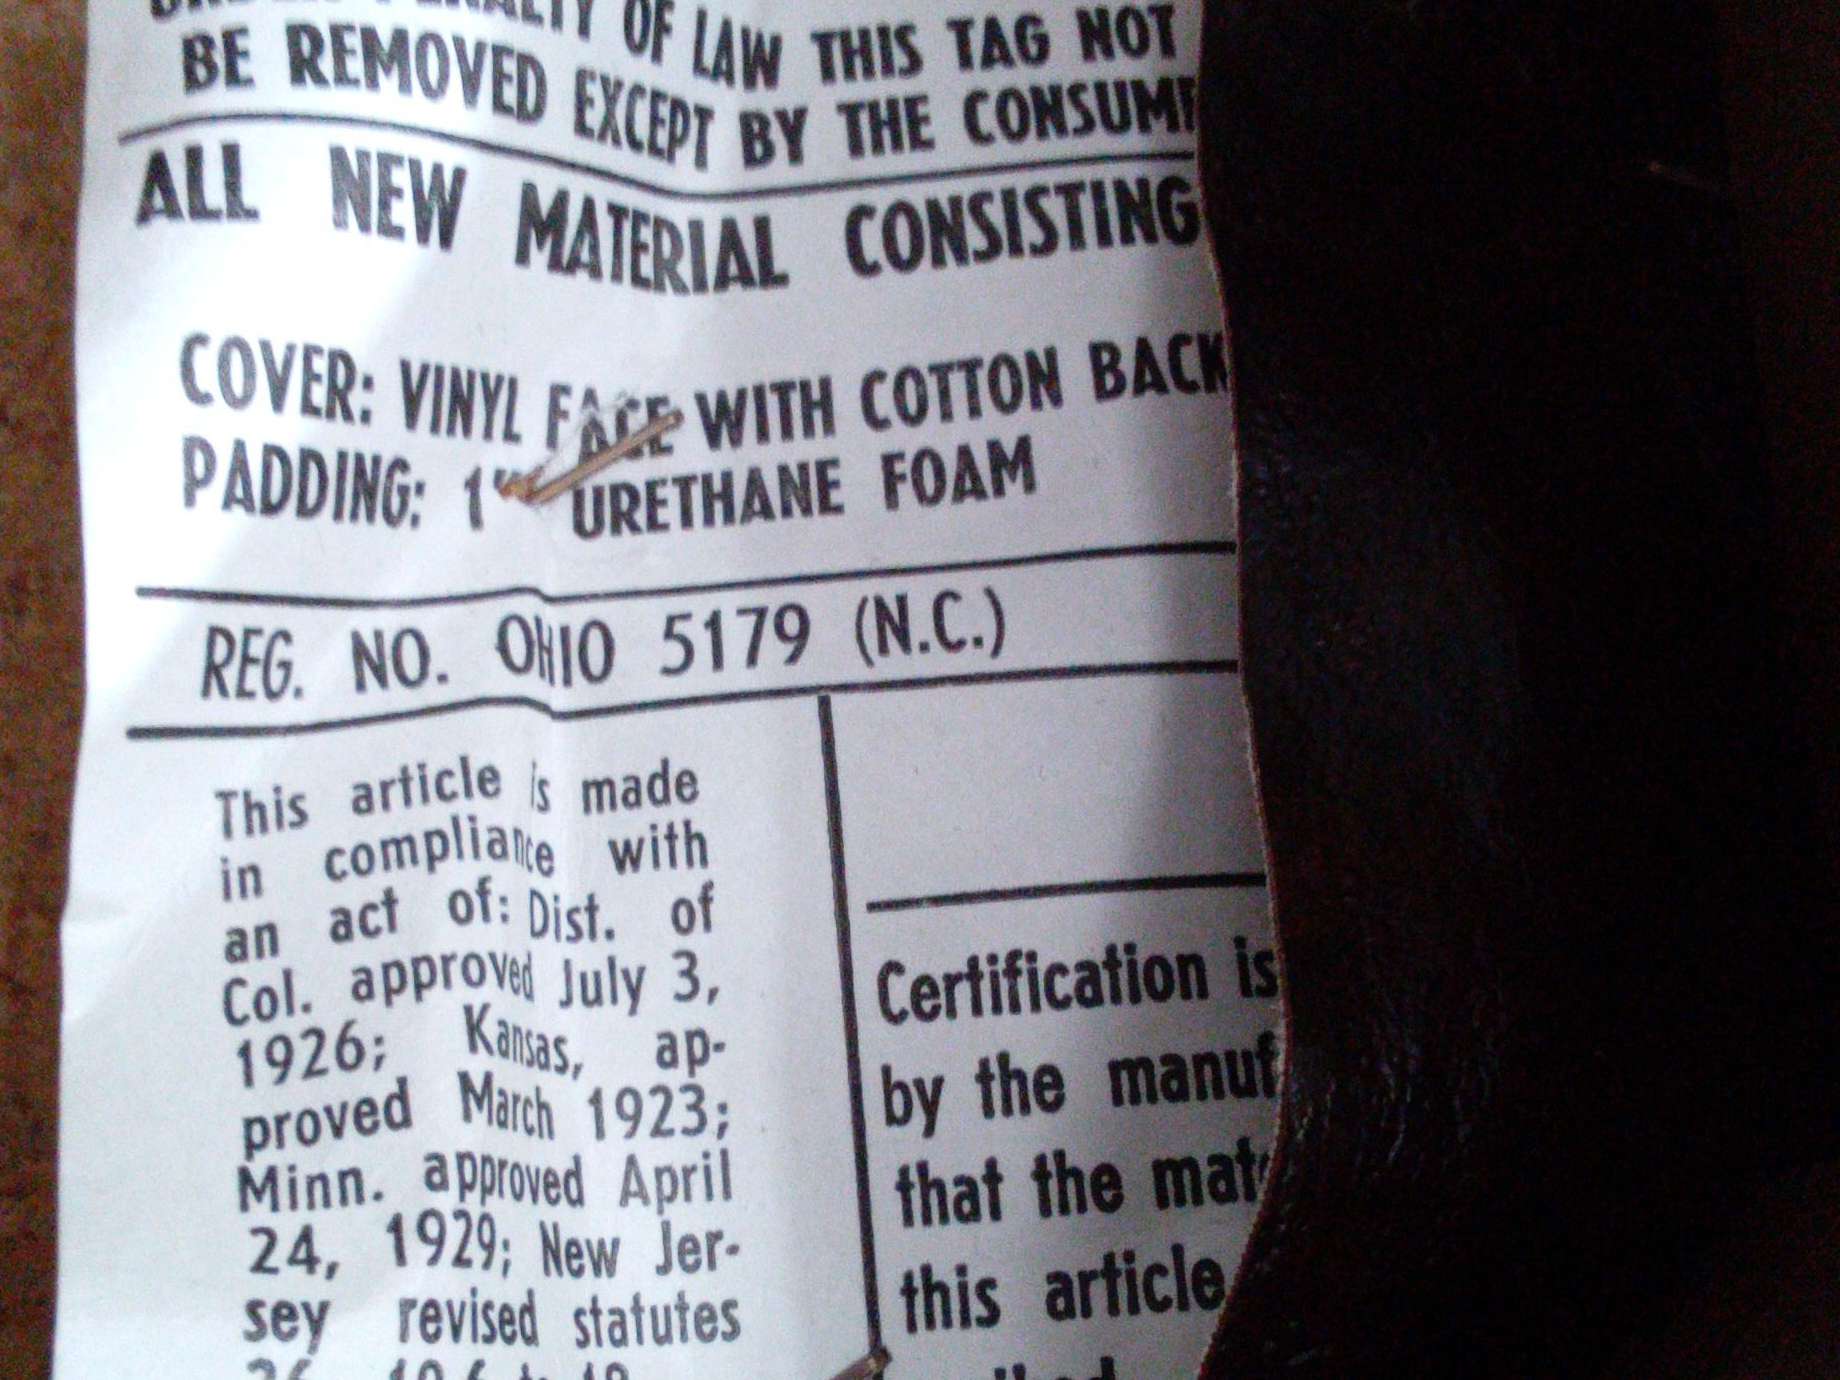 UNDER PENALTY OF LAW THIS TAG NOT
BE REMOVED EXCEPT BY THE CONSUME
ALL NEW MATERIAL CONSISTING
COVER: VINYL FACE WITH COTTON BACK
PADDING: 1" URETHANE FOAM
REG. NO. OHIO 5179 (N.C.)
This article is made
in compliance with
an act of: Dist. of
Col. approved July 3,
1926; Kansas, ap-
proved March 1923;
Minn. approved April
24, 1929; New Jer-
sey revised statutes
Certification is
by the manuf
that the mat
this article